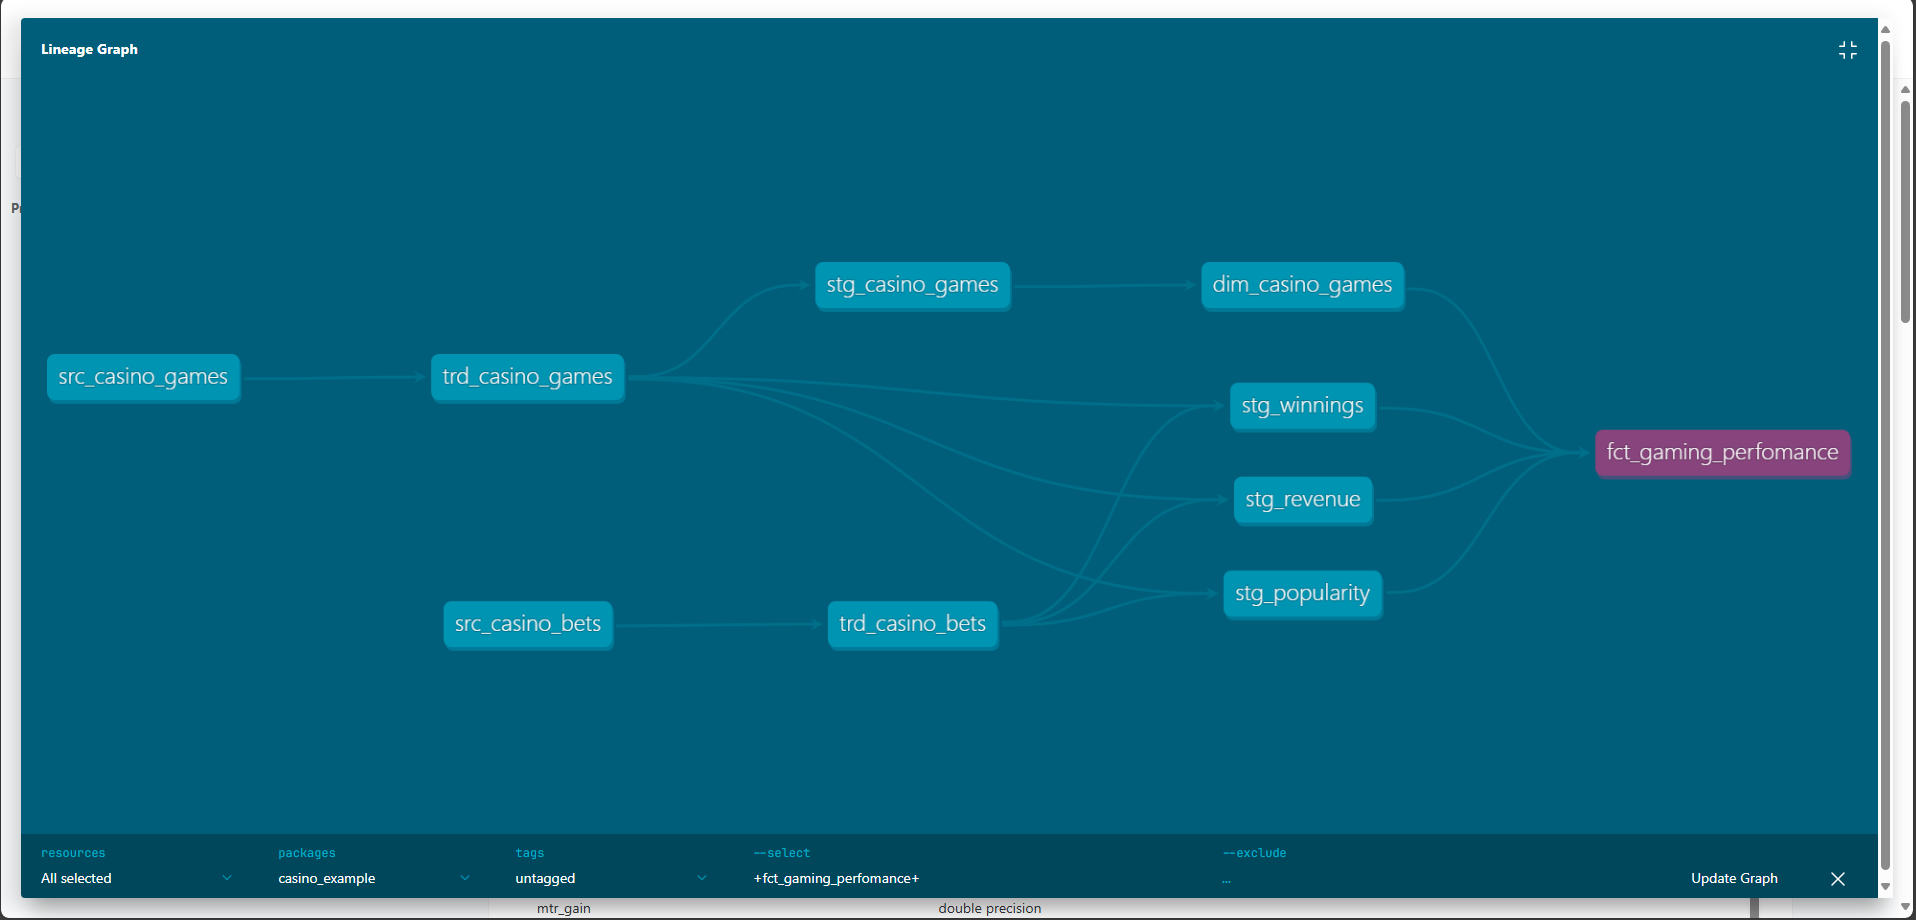 Lineage Graph
Pr
stg_casino_games
dim_casino_games
src_casino_games
trd_casino_games
stg_winnings
fct_gaming_perfomance
stg_revenue
stg_popularity
src_casino_bets
trd_casino_bets
resources
packages
tags
--select
--exclude
All selected
casino_example
untagged
+fct_gaming_perfomance+
...
Update Graph
mtr_gain
double precision